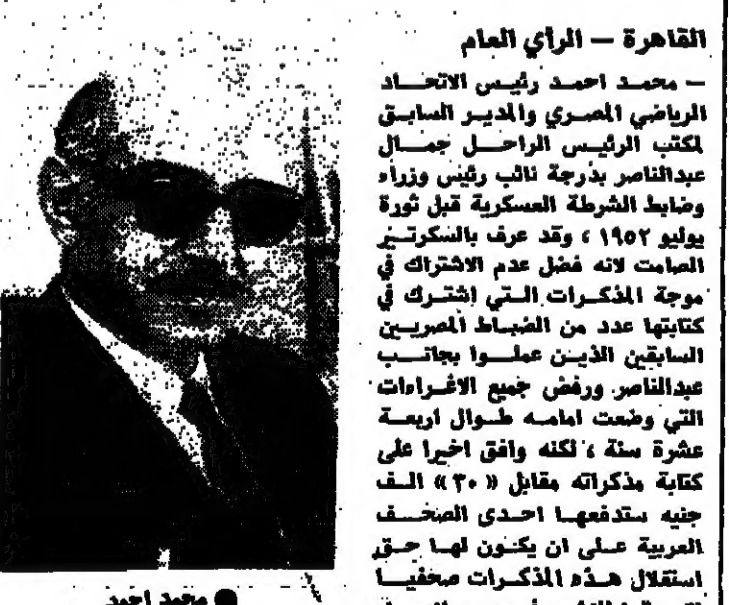 القاهرة — الرأي العام
— محمد احمد رئيس الاتحاد
الرياضي المصري والمدير السابق
لمكتب الرئيس الراحل جمال
عبدالناصر بدرجة نائب رئيس وزراء
وضابط الشرطة العسكرية قبل ثورة
يوليو ١٩٥٢ ، وقد عرف بالسكرتير
الصامت لانه فضل عدم الاشتراك في
موجة المذكرات التي اشترك في
كتابتها عدد من الضباط المصريين
السابقين الذين عملوا بجانب
عبدالناصر. ورفض جميع الاغراءات
التي وضعت امامه طوال اربعة
عشرة سنة ، لكنه وافق اخيرا على
كتابة مذكراته مقابل « ٣٠ » الف
جنيه ستدفعها احدى الصحف
العربية على ان يكون لها حق
استغلال هذه المذكرات صحفيا
● محمد احمد